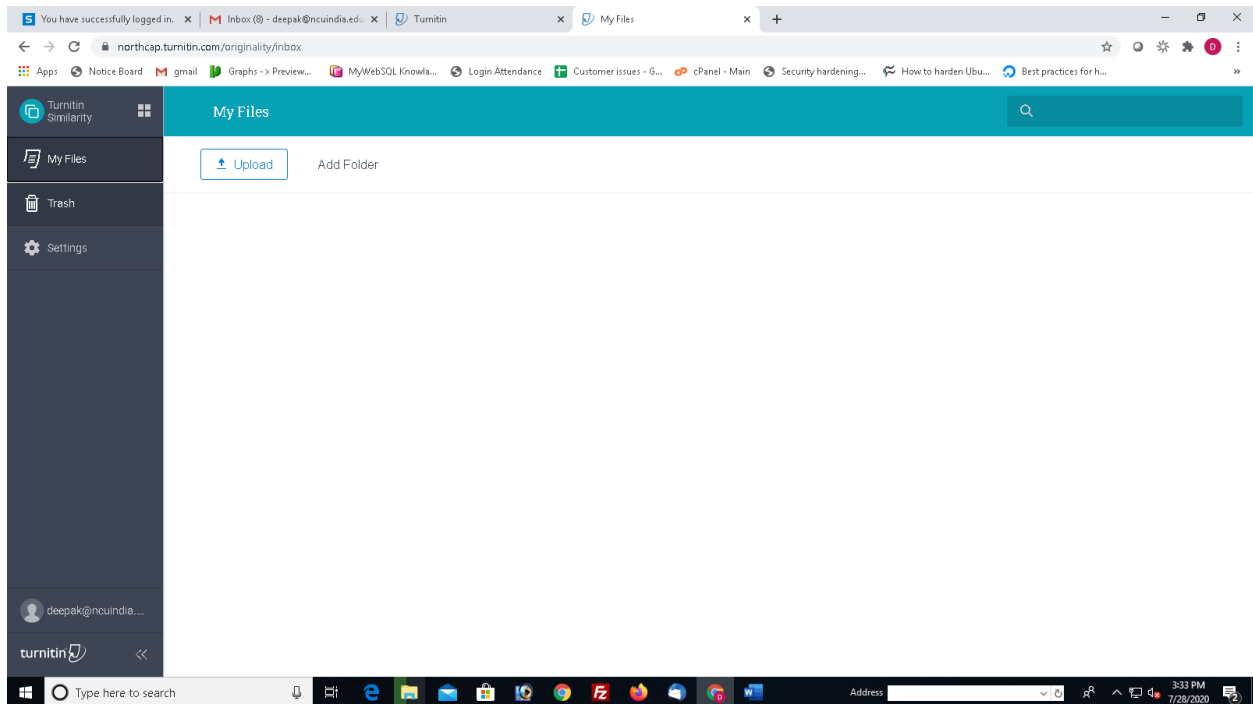 You have successfully logged in.
Inbox (8) - deepak@ncuindia.edu
Turnitin
My Files
northcap.turnitin.com/originality/inbox
D
Apps
Notice Board
gmail
Graphs -> Preview...
MyWebSQL Knowla...
Login Attendance
Customer issues - G...
cPanel - Main
Security hardening...
How to harden Ubu...
Best practices for h...
Turnitin
Similarity
My Files
My Files
Upload
Add Folder
Trash
Settings
deepak@ncuindia....
turnitin
Type here to search
Address
3:33 PM
7/28/2020
2